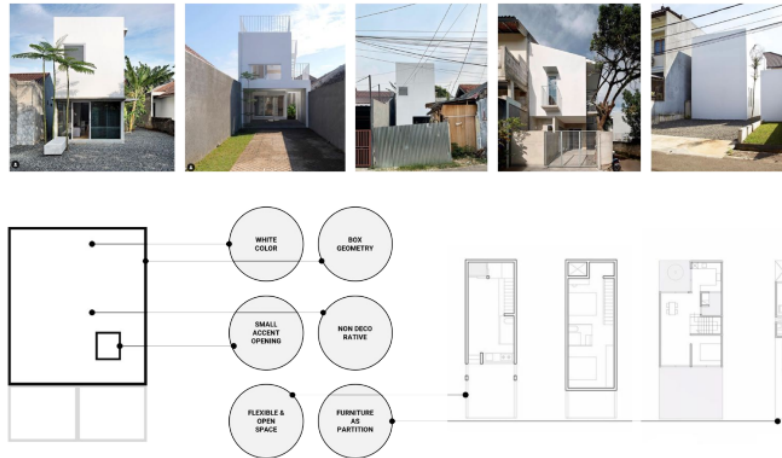 WHITE
COLOR
BOX
GEOMETRY
SMALL
ACCENT
OPENING
NON DECO
RATIVE
FLEXIBLE &
OPEN
SPACE
FURNITURE
AS
PARTITION